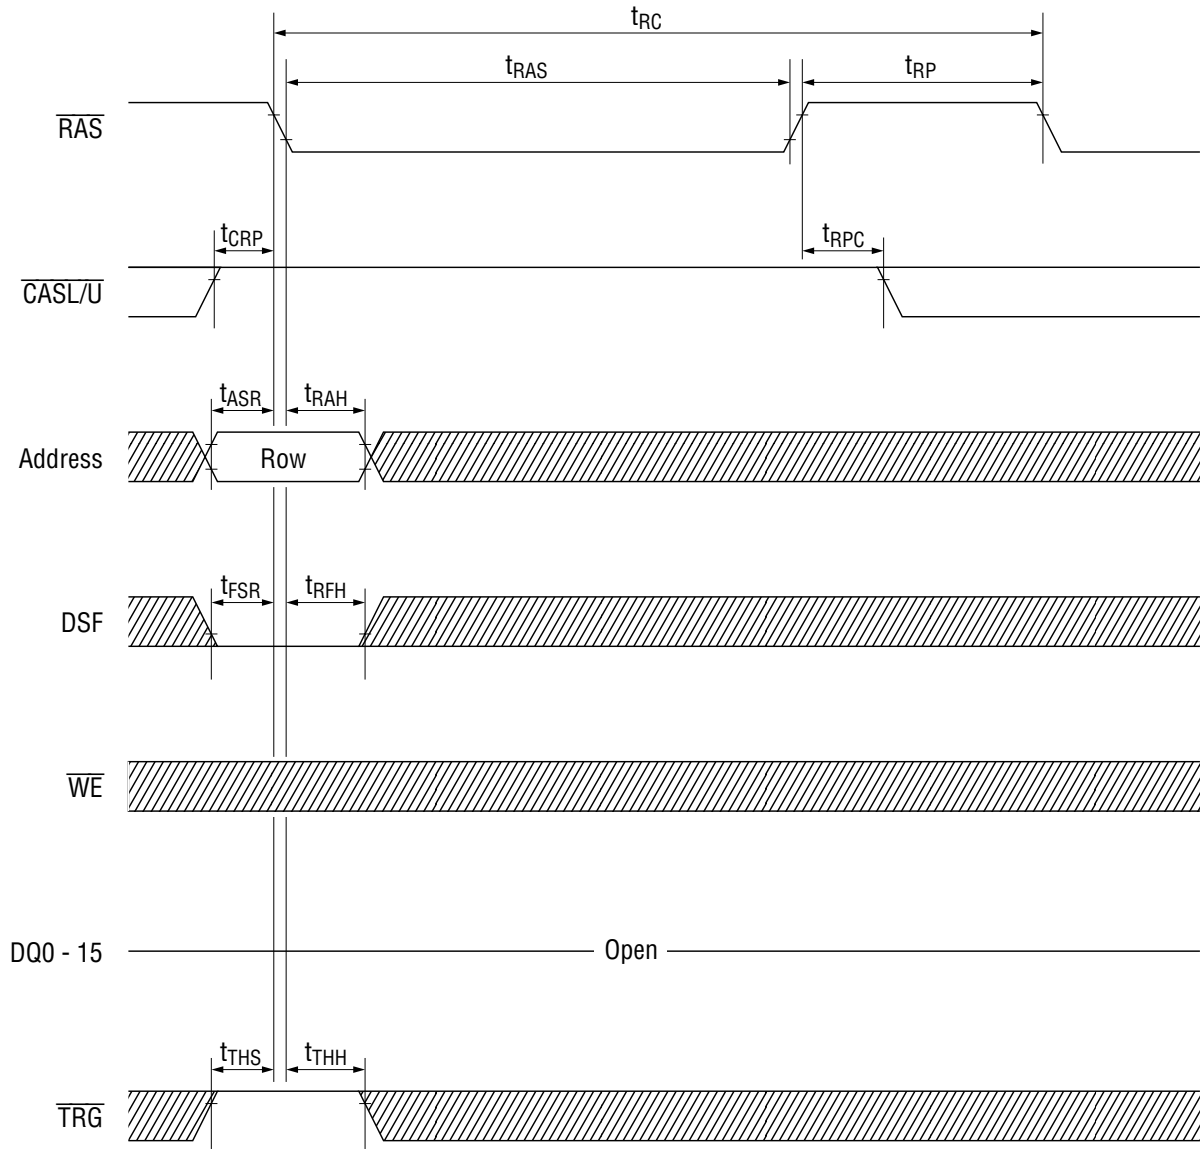 tRC
tRAS
tRP
RAS
tCRP
tRPC
CASL/U
tASR
tRAH
Address
Row
tFSR
tRFH
DSF
WE
DQ0 - 15
Open
tTHS
tTHH
TRG